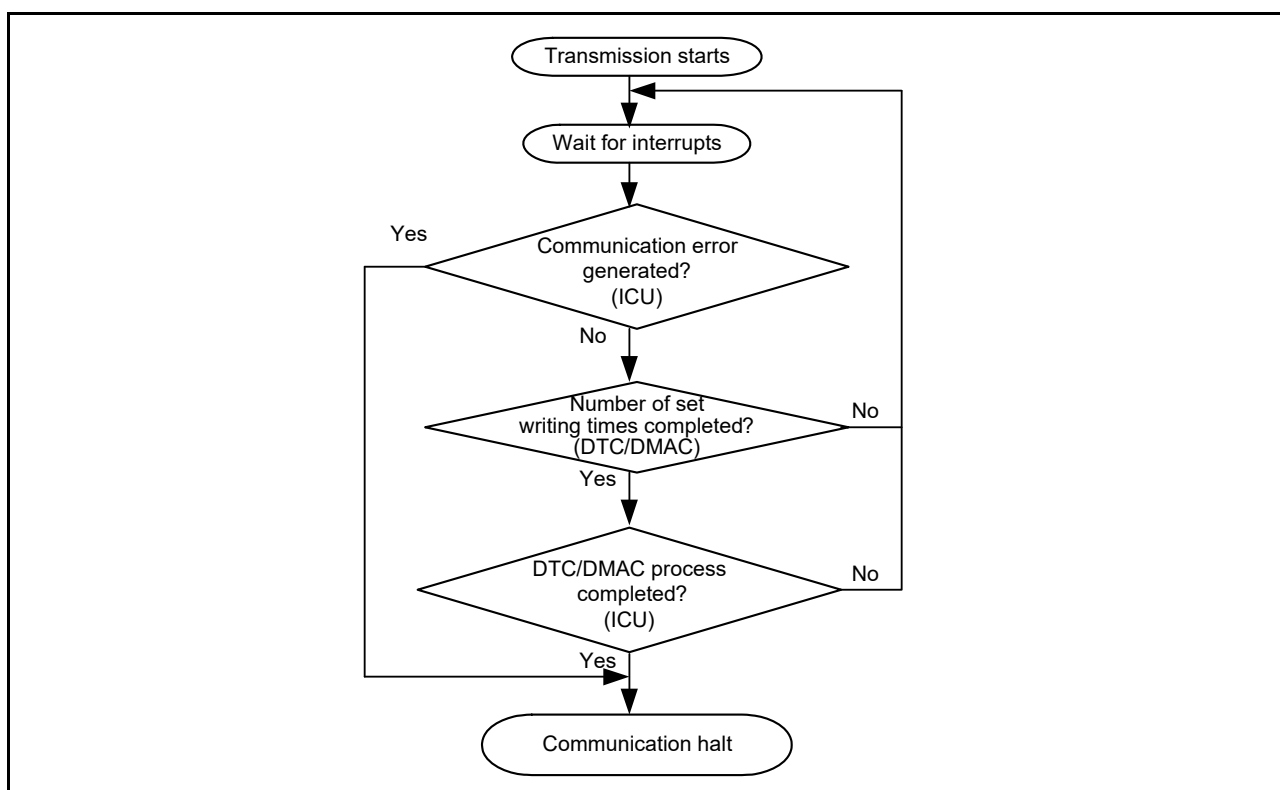 Transmission starts
Wait for interrupts
Yes
Communication error
generated?
(ICU)
No
Number of set
writing times completed?
(DTC/DMAC)
No
Yes
DTC/DMAC process
completed?
(ICU)
No
Yes
Communication halt